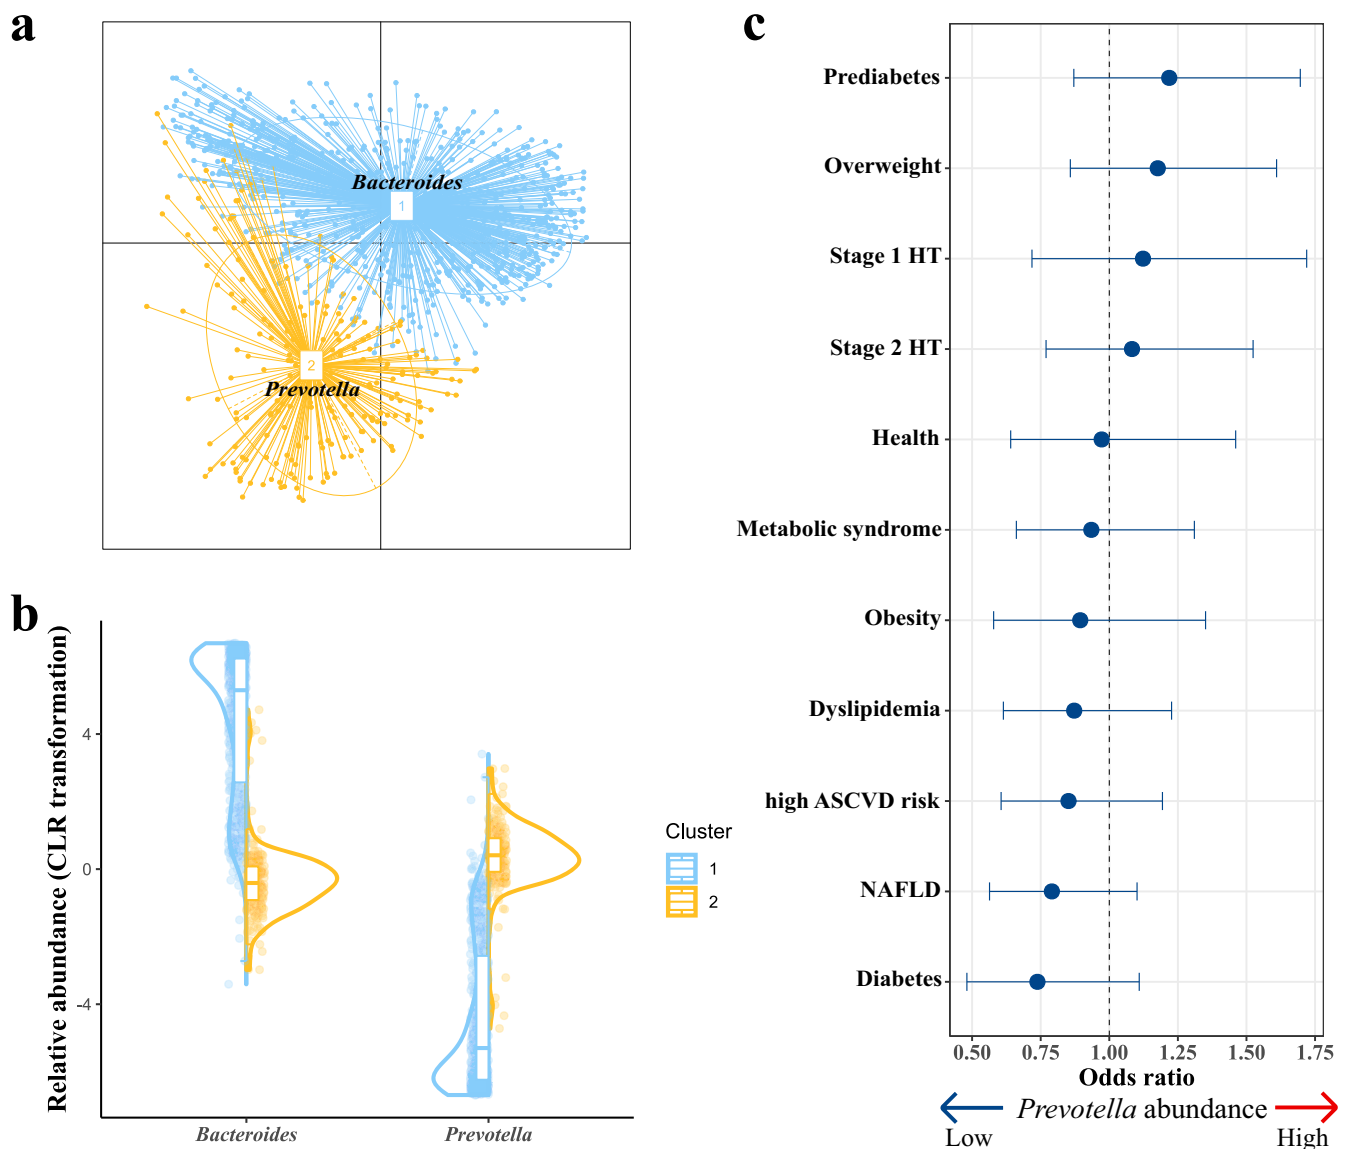 a
Bacteroides
1
2
Prevotella
b
Relative abundance (CLR transformation)
4
0
-4
Bacteroides
Prevotella
Cluster
1
2
c
Prediabetes
Overweight
Stage 1 HT
Stage 2 HT
Health
Metabolic syndrome
Obesity
Dyslipidemia
high ASCVD risk
NAFLD
Diabetes
0.50 0.75 1.00 1.25 1.50 1.75
Odds ratio
Prevotella abundance
Low High